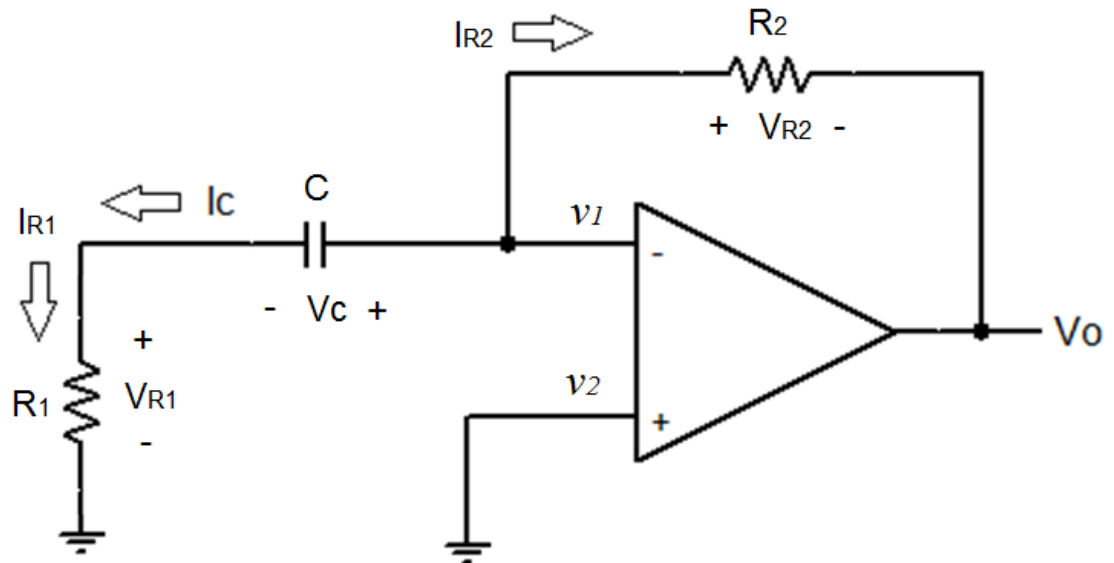 IR2
R2
+ VR2 -
C
Ic
IR1
v1
-
- Vc +
+
VR1
-
R1
v2
+
Vo